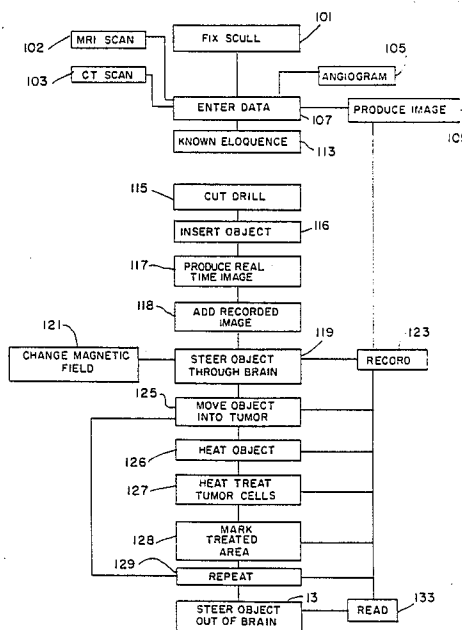 101
102
MRI SCAN
FIX SCULL
105
103
CT SCAN
ANGIOGRAM
ENTER DATA
PRODUCE IMAGE
107
KNOWN ELOQUENCE
113
115
CUT DRILL
116
INSERT OBJECT
117
PRODUCE REAL
TIME IMAGE
118
ADD RECORDED
IMAGE
121
119
123
CHANGE MAGNETIC
FIELD
STEER OBJECT
THROUGH BRAIN
RECORD
125
MOVE OBJECT
INTO TUMOR
126
HEAT OBJECT
127
HEAT TREAT
TUMOR CELLS
128
MARK
TREATED
AREA
129
REPEAT
13
STEER OBJECT
OUT OF BRAIN
READ
133